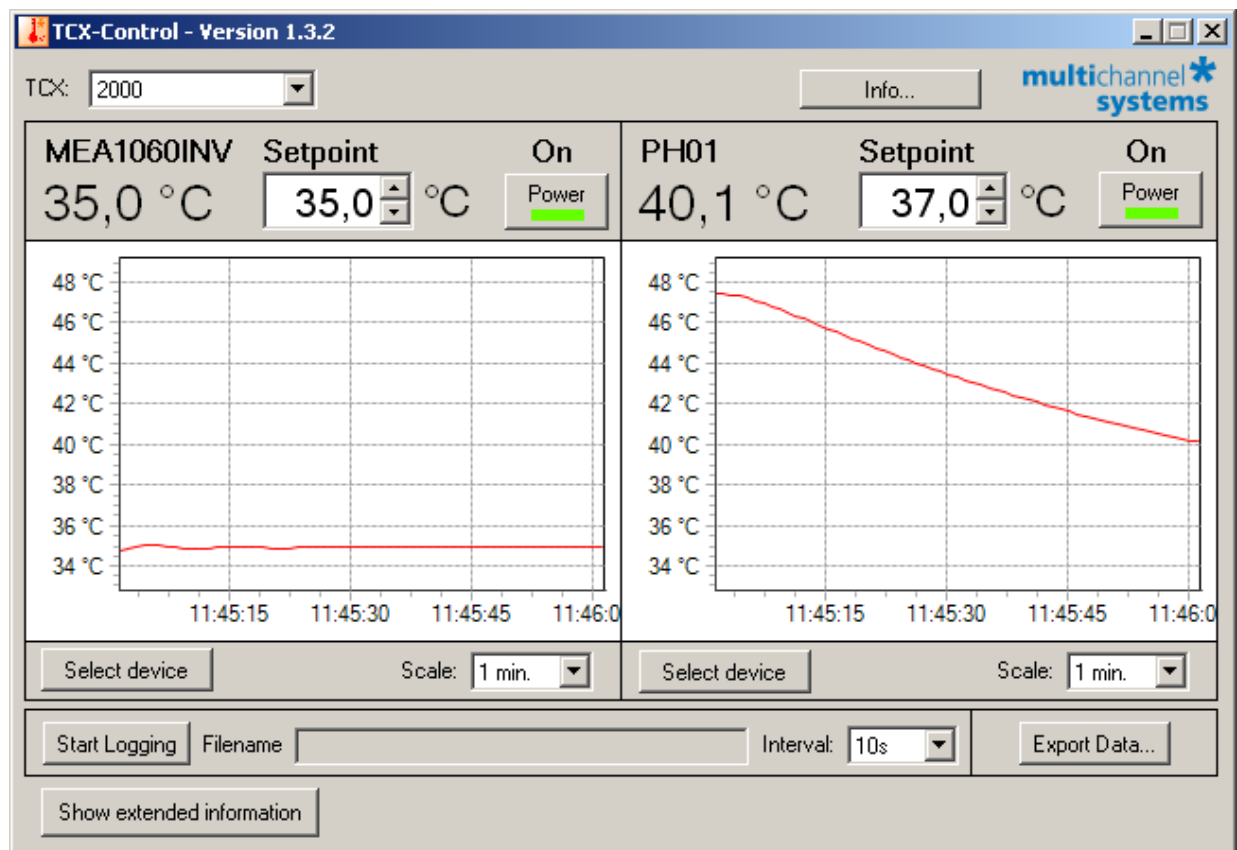 TCX-Control - Version 1.3.2
TCX: 2000 Info... multichannel
systems
MEA1060INV Setpoint On
35,0 °C 35,0 °C Power
PH01 Setpoint On
40,1 °C 37,0 °C Power
48 °C
46 °C
44 °C
42 °C
40 °C
38 °C
36 °C
34 °C
11:45:15 11:45:30 11:45:45 11:46:0
48 °C
46 °C
44 °C
42 °C
40 °C
38 °C
36 °C
34 °C
11:45:15 11:45:30 11:45:45 11:46:0
Select device Scale: 1 min.
Select device Scale: 1 min.
Start Logging Filename Interval: 10s Export Data...
Show extended information